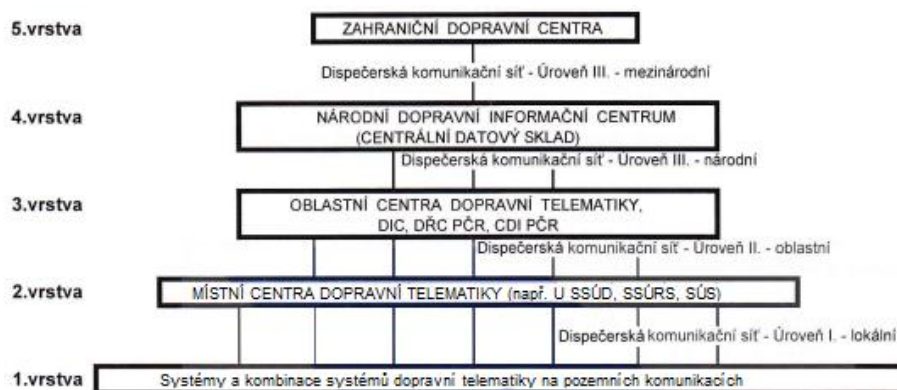 5.vrstva
ZAHRANIČNÍ DOPRAVNÍ CENTRA
Dispečerská komunikační síť - Úroveň III. - mezinárodní
4.vrstva
NÁRODNÍ DOPRAVNÍ INFORMAČNÍ CENTRUM
(CENTRÁLNÍ DATOVÝ SKLAD)
Dispečerská komunikační síť - Úroveň III. - národní
3.vrstva
OBLASTNÍ CENTRA DOPRAVNÍ TELEMATIKY,
DIC, DŘC PČR, CDI PČR
Dispečerská komunikační síť - Úroveň II. - oblastní
2.vrstva
MÍSTNÍ CENTRA DOPRAVNÍ TELEMATIKY (např. U SSÚD, SSÚRS, SÚS)
Dispečerská komunikační síť - Úroveň I. - lokální
1.vrstva
Systémy a kombinace systémů dopravní telematiky na pozemních komunikacích